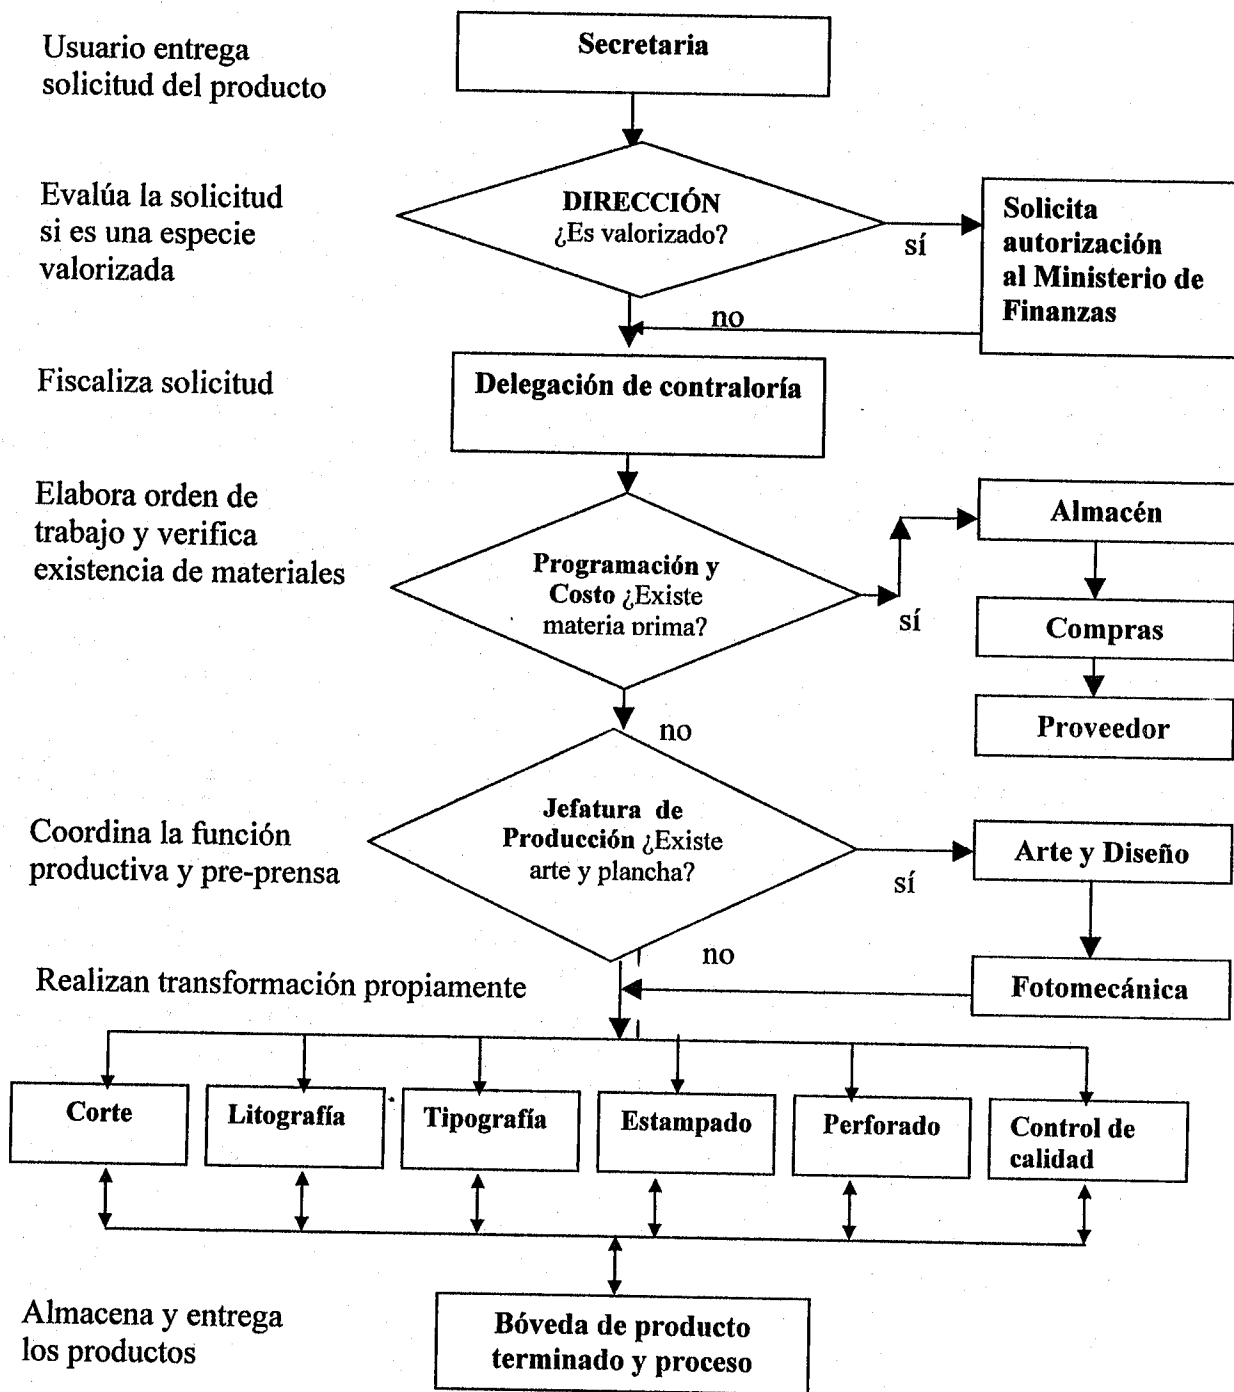 Usuario entrega
solicitud del producto
Secretaria
Evalúa la solicitud
si es una especie
valorizada
DIRECCIÓN
¿Es valorizado?
sí
Solicita
autorización
al Ministerio de
Finanzas
no
Fiscaliza solicitud
Delegación de contraloría
Elabora orden de
trabajo y verifica
existencia de materiales
Programación y
Costo ¿Existe
materia prima?
sí
Almacén
Compras
Proveedor
no
Coordina la función
productiva y pre-prensa
Jefatura de
Producción ¿Existe
arte y plancha?
sí
Arte y Diseño
no
Fotomecánica
Realizan transformación propiamente
Corte
Litografía
Tipografía
Estampado
Perforado
Control de
calidad
Almacena y entrega
los productos
Bóveda de producto
terminado y proceso